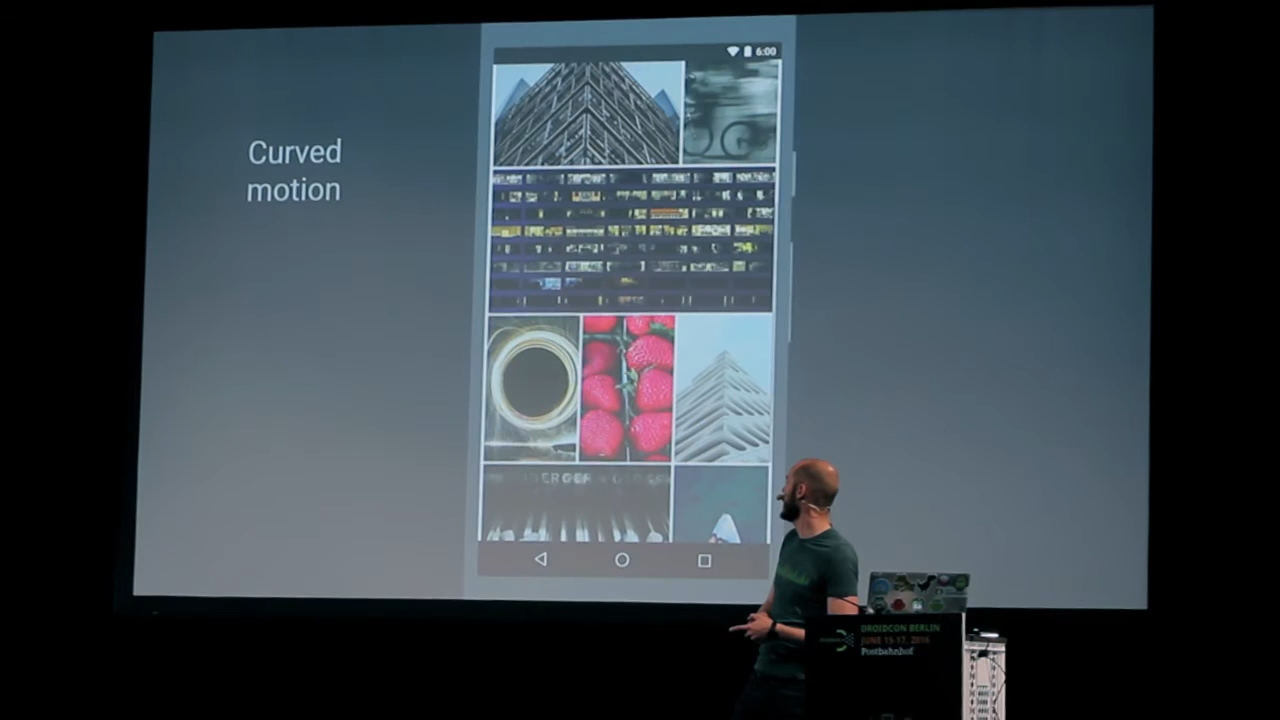 6:00
Curved
motion
DROIDCON BERLIN
JUNE 15-17, 2016
Postbahnhof